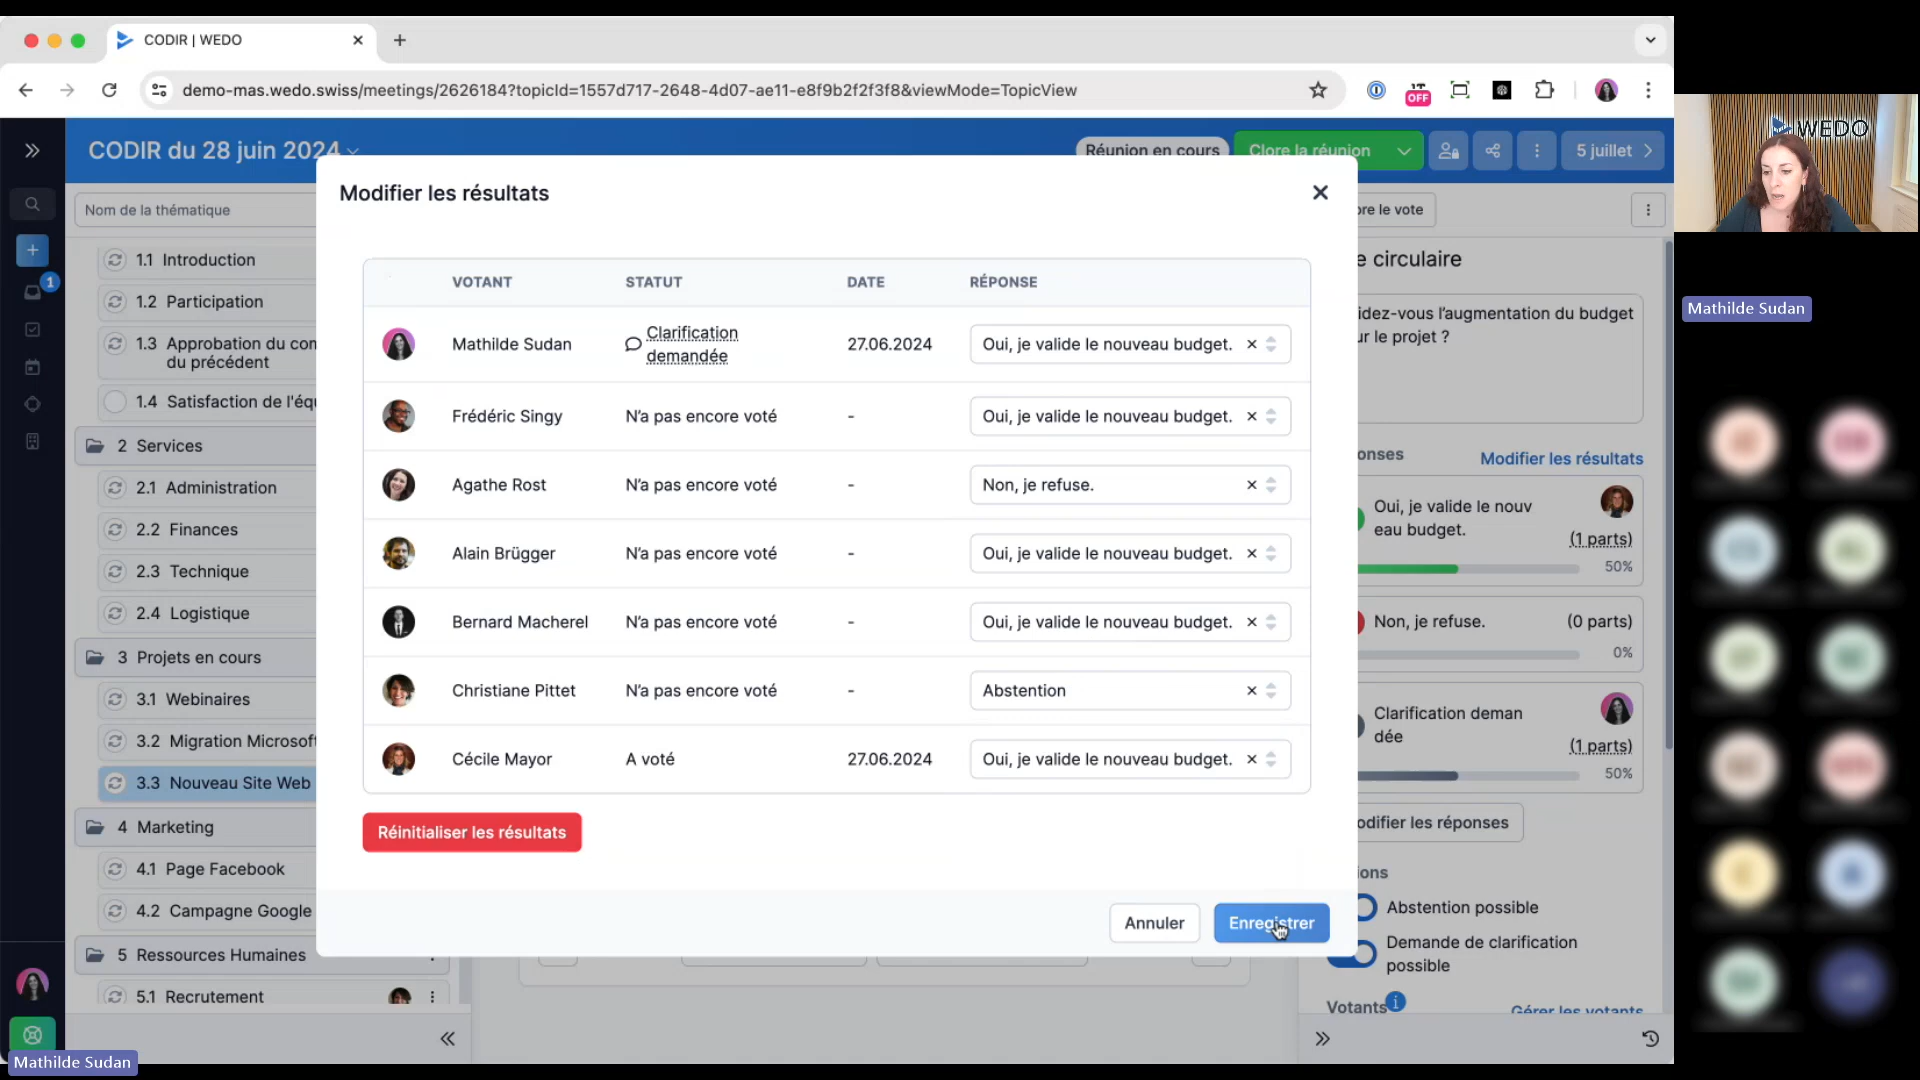 CODIR | WEDO
demo-mas.wedo.swiss/meetings/2626184?topicId=1557d717-2648-4d07-ae11-e8f9b2f2f3f8&viewMode=TopicView
OFF
CODIR du 28 juin 2024
Réunion en cours
Clore la réunion
5 juillet
Nom de la thématique
1.1 Introduction
1.2 Participation
1.3 Approbation du con
du précédent
1.4 Satisfaction de l'équ
2 Services
2.1 Administration
2.2 Finances
2.3 Technique
2.4 Logistique
3 Projets en cours
3.1 Webinaires
3.2 Migration Microsoft
3.3 Nouveau Site Web
4 Marketing
4.1 Page Facebook
4.2 Campagne Google
5 Ressources Humaines
5.1 Recrutement
1
Mathilde Sudan
Modifier les résultats
VOTANT STATUT DATE RÉPONSE
Mathilde Sudan Clarification demandée 27.06.2024 Oui, je valide le nouveau budget.
Frédéric Singy N'a pas encore voté - Oui, je valide le nouveau budget.
Agathe Rost N'a pas encore voté - Non, je refuse.
Alain Brügger N'a pas encore voté - Oui, je valide le nouveau budget.
Bernard Macherel N'a pas encore voté - Oui, je valide le nouveau budget.
Christiane Pittet N'a pas encore voté - Abstention
Cécile Mayor A voté 27.06.2024 Oui, je valide le nouveau budget.
Réinitialiser les résultats
Annuler
Enregistrer
ore le vote
e circulaire
idez-vous l'augmentation du budget
ur le projet ?
onses
Modifier les résultats
Oui, je valide le nouv
eau budget.
(1 parts)
50%
Non, je refuse.
(0 parts)
0%
Clarification deman
dée
(1 parts)
50%
odifier les réponses
ions
Abstention possible
Demande de clarification
possible
Votants
Gérer les votants
WEDO
Mathilde Sudan